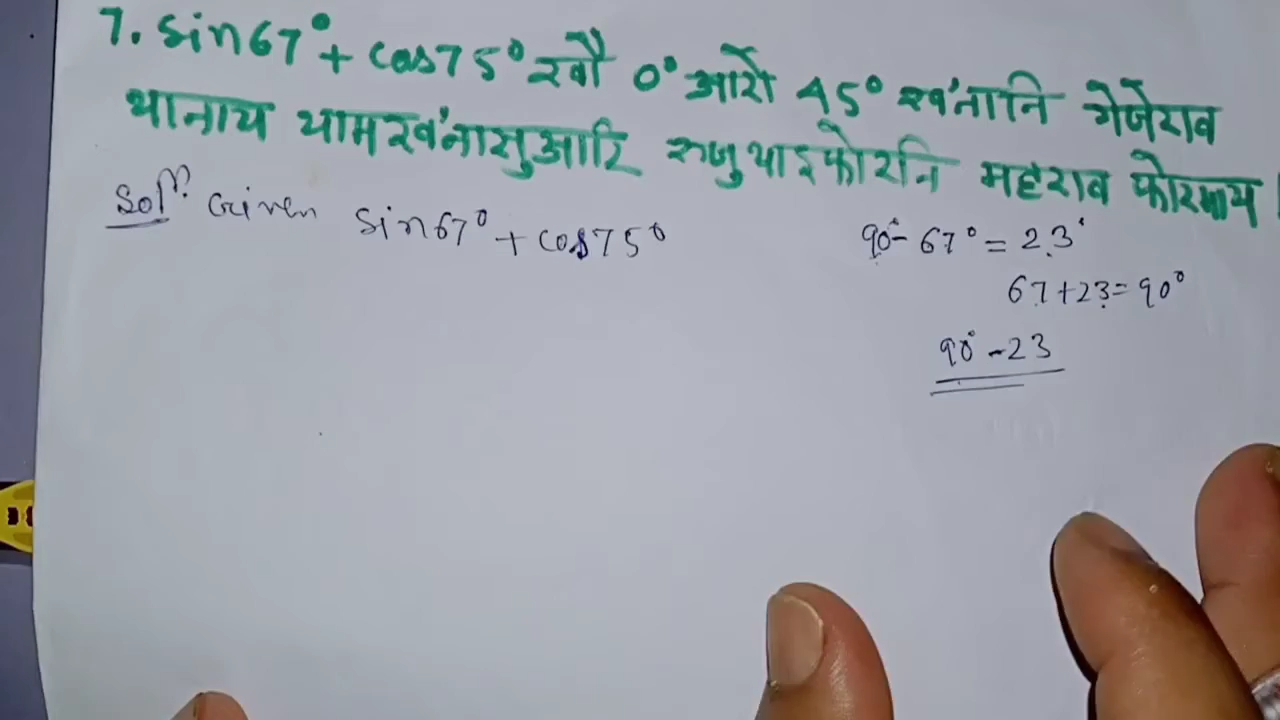 7. sin67° + cos75° खौ 0° आरो 45° खं'नानि गेजेराव
थानाय थामखं'नासुआरि रुजुथाइफोरनि महराव फोरमाय।
Solⁿ. Given sin67° + cos75°
90° - 67° = 23°
67+23=90°
90° - 23